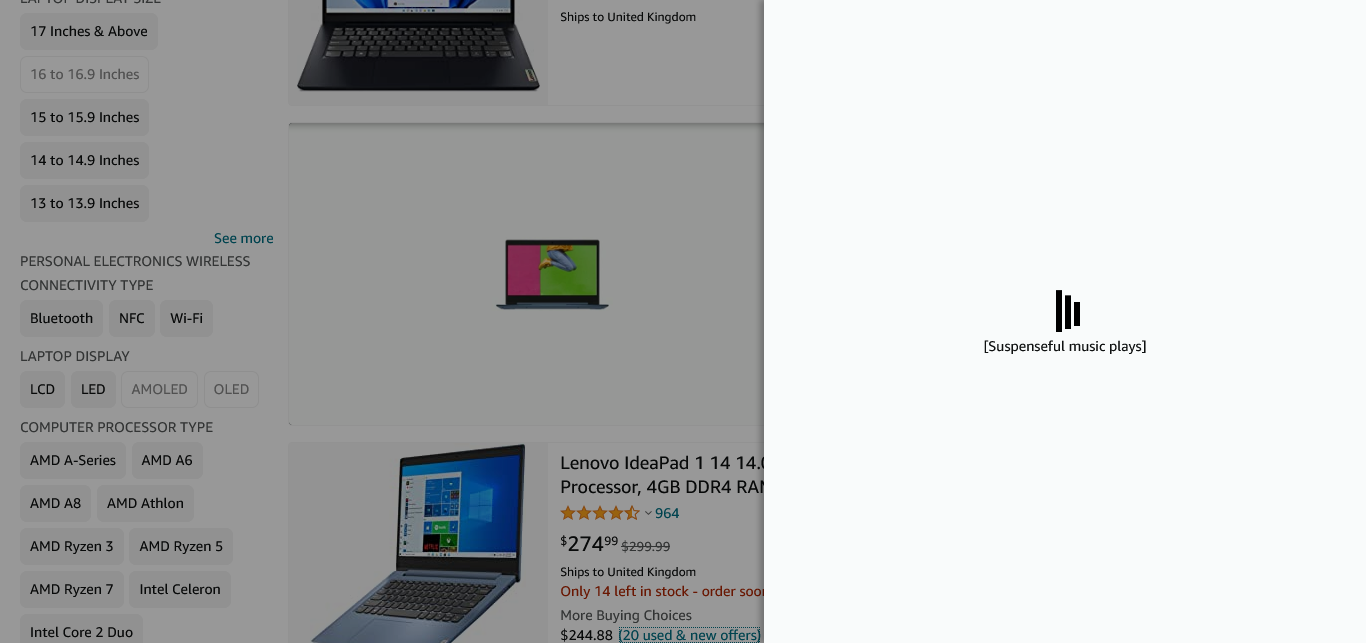 LAPTOP DISPLAY SIZE
17 Inches & Above
16 to 16.9 Inches
15 to 15.9 Inches
14 to 14.9 Inches
13 to 13.9 Inches
See more
PERSONAL ELECTRONICS WIRELESS
CONNECTIVITY TYPE
Bluetooth
NFC
Wi-Fi
LAPTOP DISPLAY
LCD
LED
AMOLED
OLED
COMPUTER PROCESSOR TYPE
AMD A-Series
AMD A6
AMD A8
AMD Athlon
AMD Ryzen 3
AMD Ryzen 5
AMD Ryzen 7
Intel Celeron
Intel Core 2 Duo
Ships to United Kingdom
Lenovo IdeaPad 1 14 14.
Processor, 4GB DDR4 RA
964
$274.99 $299.99
Ships to United Kingdom
Only 14 left in stock - order soo
More Buying Choices
$244.88 (20 used & new offers)
[Suspenseful music plays]